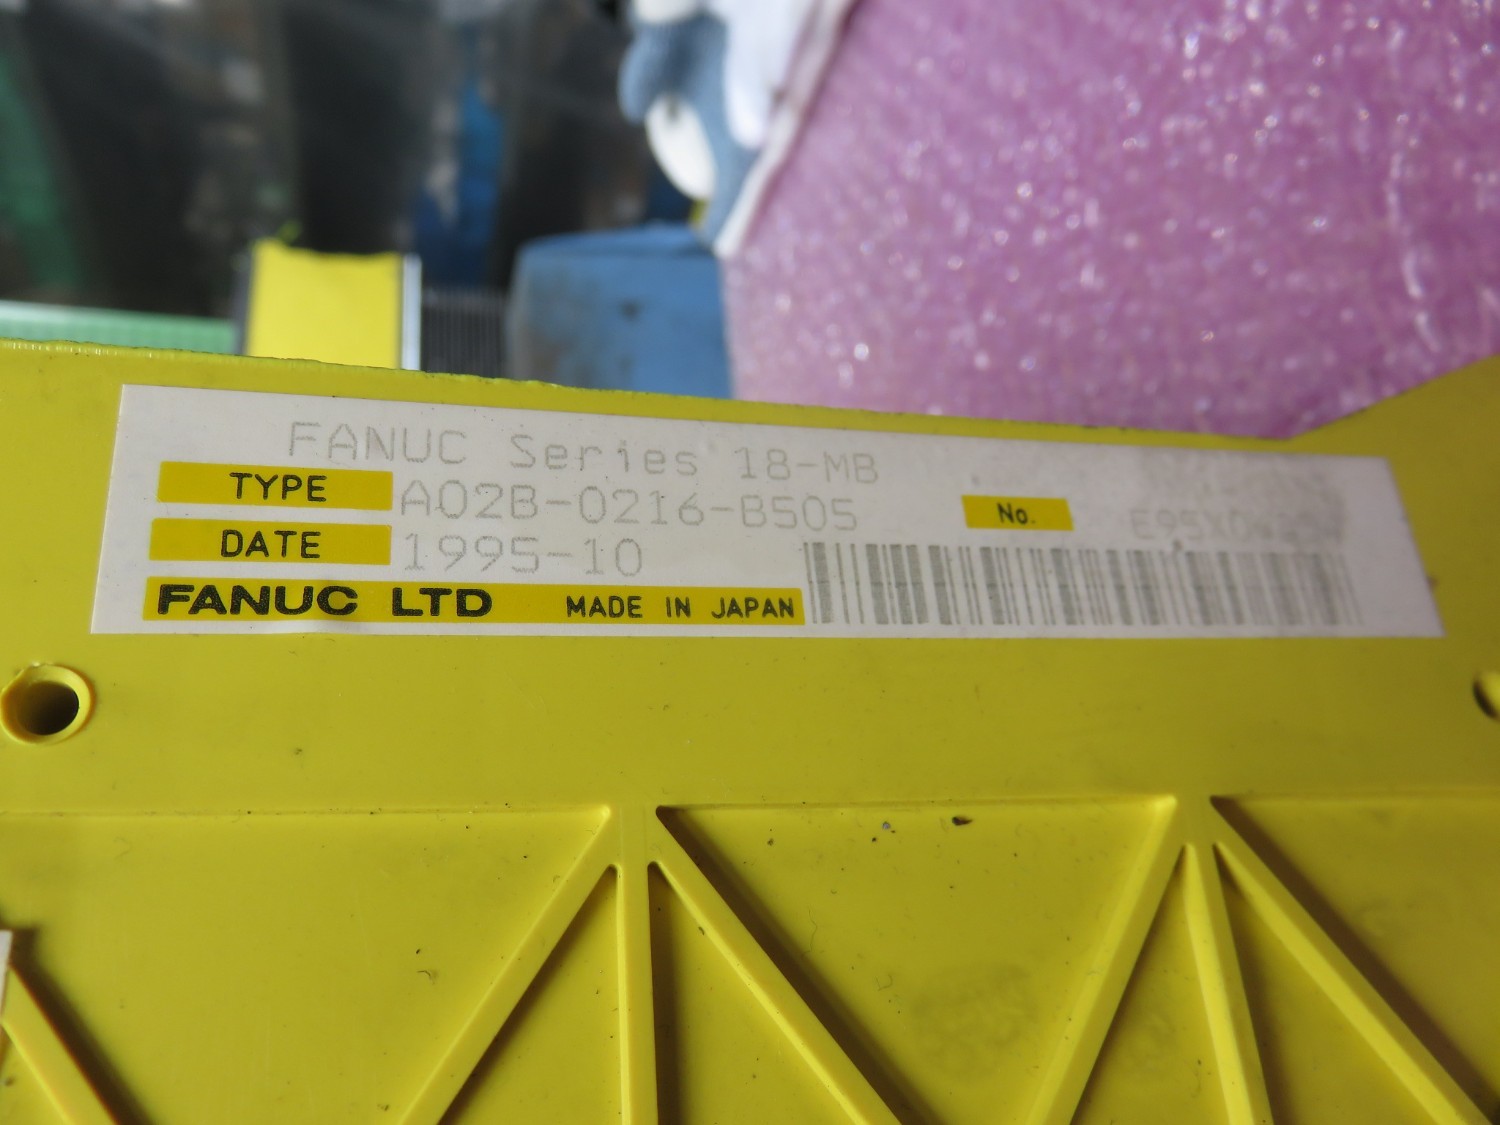 FANUC Series 18-MB
TYPE A02B-0216-B505 No.
DATE 1995-10
FANUC LTD MADE IN JAPAN